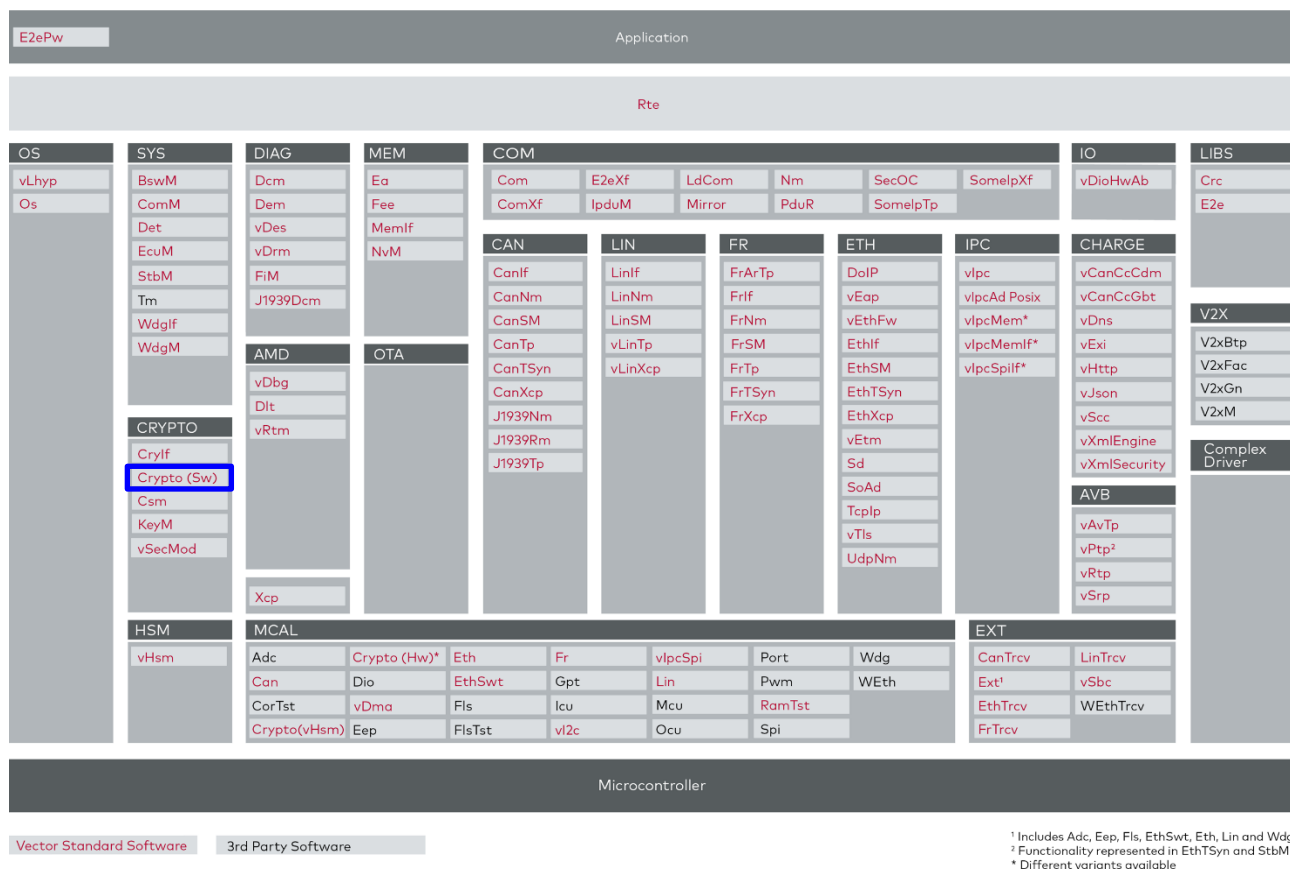 E2ePw
Application
Rte
OS
vLhyp
Os
SYS
BswM
ComM
Det
EcuM
StbM
Tm
WdgIf
WdgM
DIAG
Dcm
Dem
vDes
vDrm
FiM
J1939Dcm
MEM
Ea
Fee
MemIf
NvM
COM
Com E2eXf LdCom Nm SecOC SomeIpXf
ComXf IpduM Mirror PduR SomeIpTp
IO
vDioHwAb
LIBS
Crc
E2e
CAN
CanIf
CanNm
CanSM
CanTp
CanTSyn
CanXcp
J1939Nm
J1939Rm
J1939Tp
LIN
LinIf
LinNm
LinSM
vLinTp
vLinXcp
FR
FrArTp
FrIf
FrNm
FrSM
FrTp
FrTSyn
FrXcp
ETH
DoIP
vEap
vEthFw
EthIf
EthSM
EthTSyn
EthXcp
vEtm
Sd
SoAd
TcpIp
vTls
UdpNm
IPC
vIpc
vIpcAd Posix
vIpcMem*
vIpcMemIf*
vIpcSpiIf*
CHARGE
vCanCcCdm
vCanCcGbt
vDns
vExi
vHttp
vJson
vScc
vXmlEngine
vXmlSecurity
V2X
V2xBtp
V2xFac
V2xGn
V2xM
AMD
vDbg
Dlt
vRtm
Xcp
OTA
CRYPTO
CryIf
Crypto (Sw)
Csm
KeyM
vSecMod
AVB
vAvTp
vPtp²
vRtp
vSrp
Complex
Driver
HSM
vHsm
MCAL
Adc Crypto (Hw)* Eth Fr vIpcSpi Port Wdg
Can Dio EthSwt Gpt Lin Pwm WEth
CorTst vDma Fls Icu Mcu RamTst
Crypto(vHsm) Eep FlsTst vI2c Ocu Spi
EXT
CanTrcv LinTrcv
Ext¹ vSbc
EthTrcv WEthTrcv
FrTrcv
Microcontroller
Vector Standard Software
3rd Party Software
¹ Includes Adc, Eep, Fls, EthSwt, Eth, Lin and Wdg
² Functionality represented in EthTSyn and StbM
* Different variants available